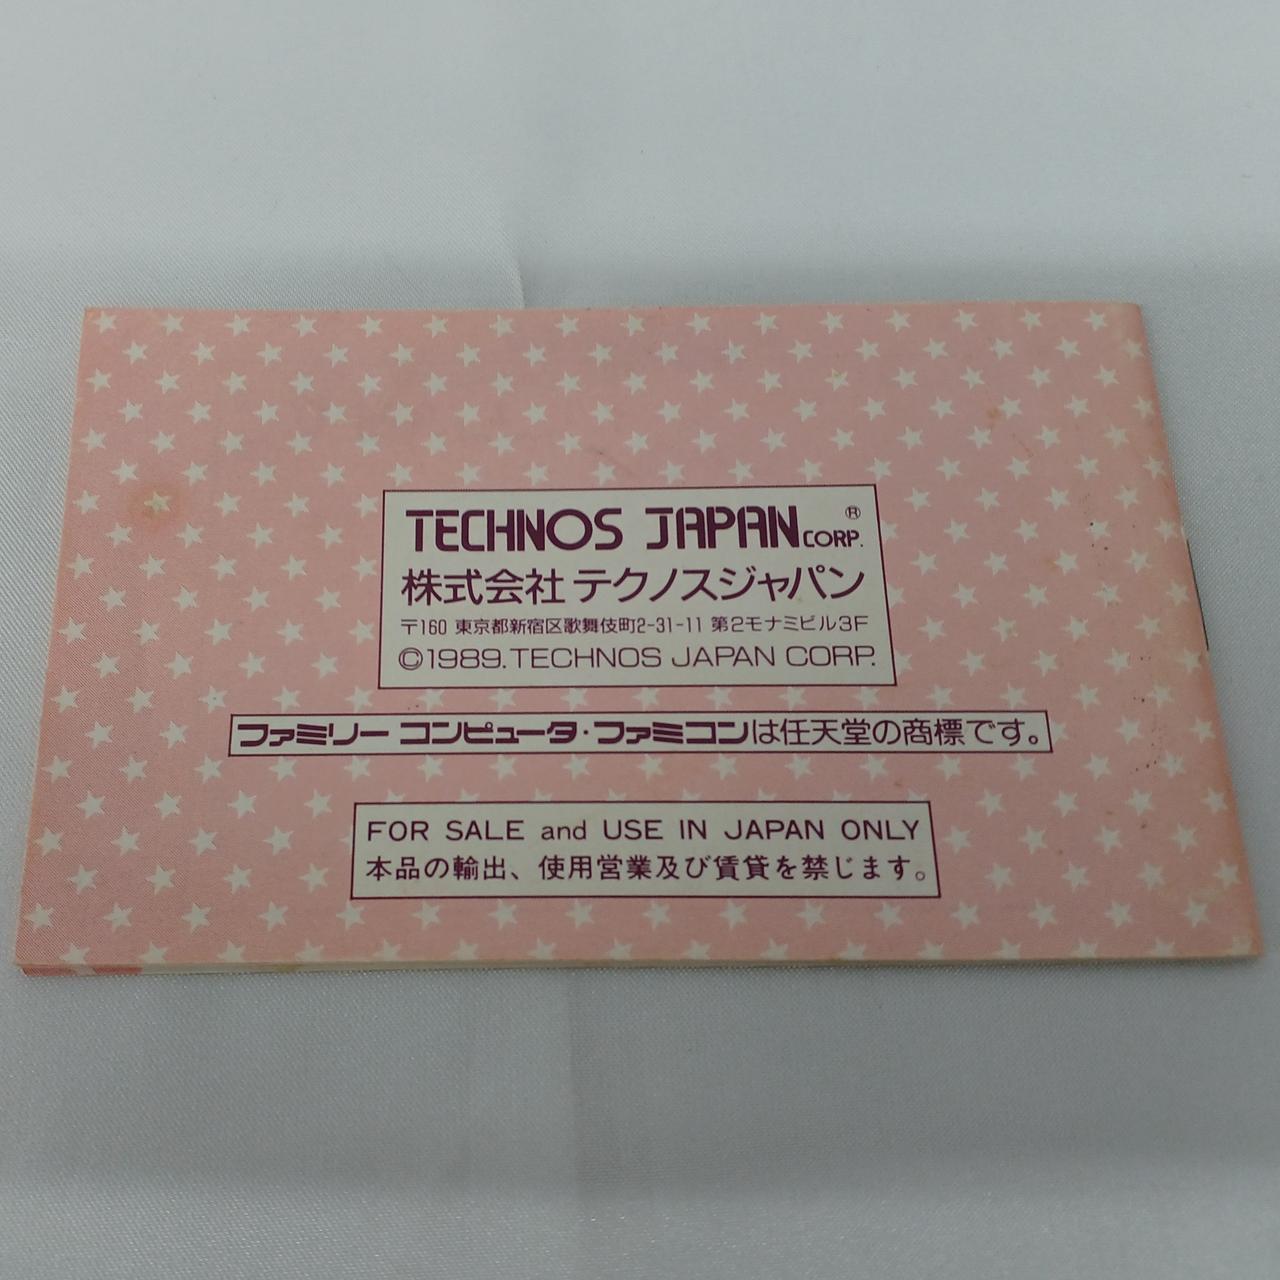 TECHNOS JAPAN CORP.®
株式会社 テクノスジャパン
〒160 東京都新宿区歌舞伎町2-31-11 第2モナミビル3F
©1989.TECHNOS JAPAN CORP.
ファミリー コンピュータ・ファミコンは任天堂の商標です。
FOR SALE and USE IN JAPAN ONLY
本品の輸出、使用営業及び賃貸を禁じます。